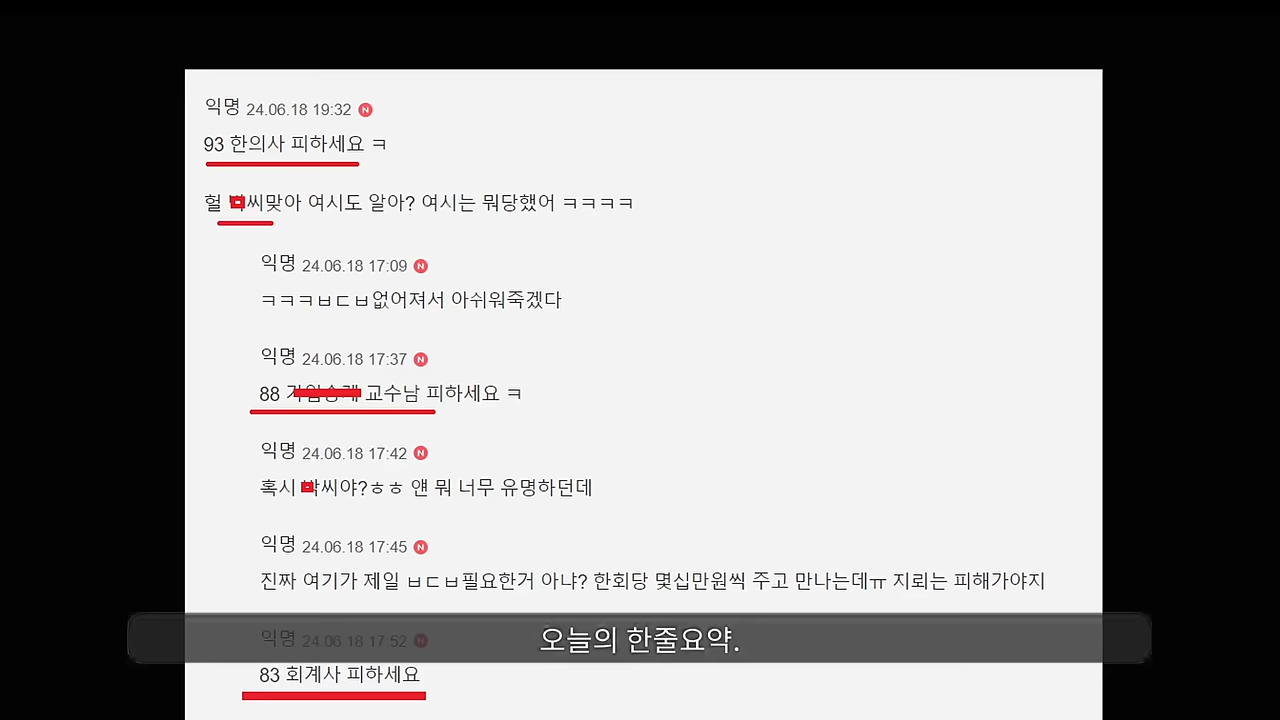 익명 24.06.18 19:32 N
93 한의사 피하세요 ㅋ
헐 씨맞아 여시도 알아? 여시는 뭐당했어 ㅋㅋㅋㅋ
익명 24.06.18 17:09 N
ㅋㅋㅋㅂㄷㅂ없어져서 아쉬워죽겠다
익명 24.06.18 17:37 N
88 교수남 피하세요 ㅋ
익명 24.06.18 17:42 N
혹시 씨야?ㅎㅎ 얜 뭐 너무 유명하던데
익명 24.06.18 17:45 N
진짜 여기가 제일 ㅂㄷㅂ필요한거 아냐? 한회당 몇십만원씩 주고 만나는데ㅠ 지뢰는 피해가야지
익명 24.06.18 17:52 N
오늘의 한줄요약.
83 회계사 피하세요